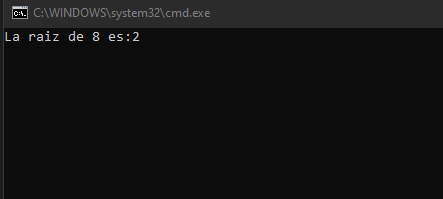 C:\WINDOWS\system32\cmd.exe
La raiz de 8 es:2